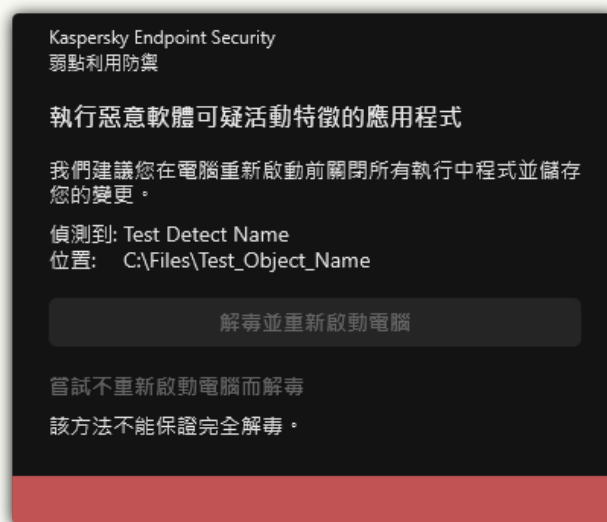 Kaspersky Endpoint Security
弱點利用防禦
執行惡意軟體可疑活動特徵的應用程式
我們建議您在電腦重新啟動前關閉所有執行中程式並儲存
您的變更。
偵測到: Test Detect Name
位置: C:\Files\Test_Object_Name
解毒並重新啟動電腦
嘗試不重新啟動電腦而解毒
該方法不能保證完全解毒。